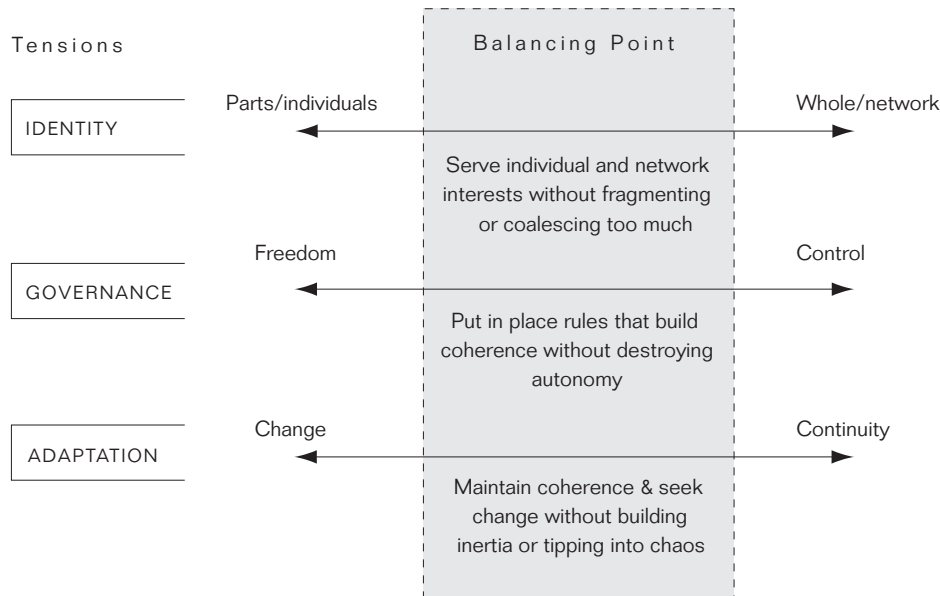 Tensions
Balancing Point
Parts/individuals
Whole/network
IDENTITY
Serve individual and network
interests without fragmenting
or coalescing too much
Freedom
Control
GOVERNANCE
Put in place rules that build
coherence without destroying
autonomy
Change
Continuity
ADAPTATION
Maintain coherence & seek
change without building
inertia or tipping into chaos